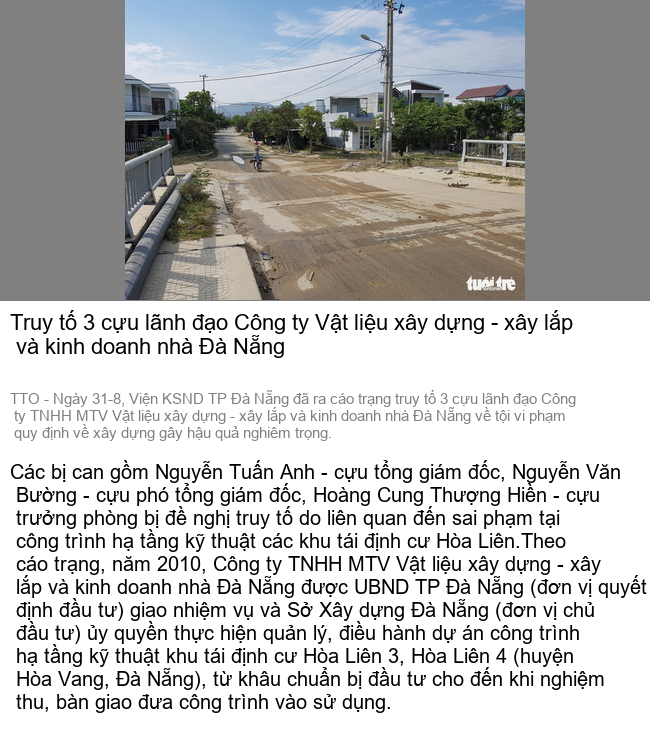 tuổi trẻ
Truy tố 3 cựu lãnh đạo Công ty Vật liệu xây dựng - xây lắp
và kinh doanh nhà Đà Nẵng
TTO - Ngày 31-8, Viện KSND TP Đà Nẵng đã ra cáo trạng truy tố 3 cựu lãnh đạo Công
ty TNHH MTV Vật liệu xây dựng - xây lắp và kinh doanh nhà Đà Nẵng về tội vi phạm
quy định về xây dựng gây hậu quả nghiêm trọng.
Các bị can gồm Nguyễn Tuấn Anh - cựu tổng giám đốc, Nguyễn Văn
Bường - cựu phó tổng giám đốc, Hoàng Cung Thượng Hiền - cựu
trưởng phòng bị đề nghị truy tố do liên quan đến sai phạm tại
công trình hạ tầng kỹ thuật các khu tái định cư Hòa Liên.Theo
cáo trạng, năm 2010, Công ty TNHH MTV Vật liệu xây dựng - xây
lắp và kinh doanh nhà Đà Nẵng được UBND TP Đà Nẵng (đơn vị quyết
định đầu tư) giao nhiệm vụ và Sở Xây dựng Đà Nẵng (đơn vị chủ
đầu tư) ủy quyền thực hiện quản lý, điều hành dự án công trình
hạ tầng kỹ thuật khu tái định cư Hòa Liên 3, Hòa Liên 4 (huyện
Hòa Vang, Đà Nẵng), từ khâu chuẩn bị đầu tư cho đến khi nghiệm
thu, bàn giao đưa công trình vào sử dụng.